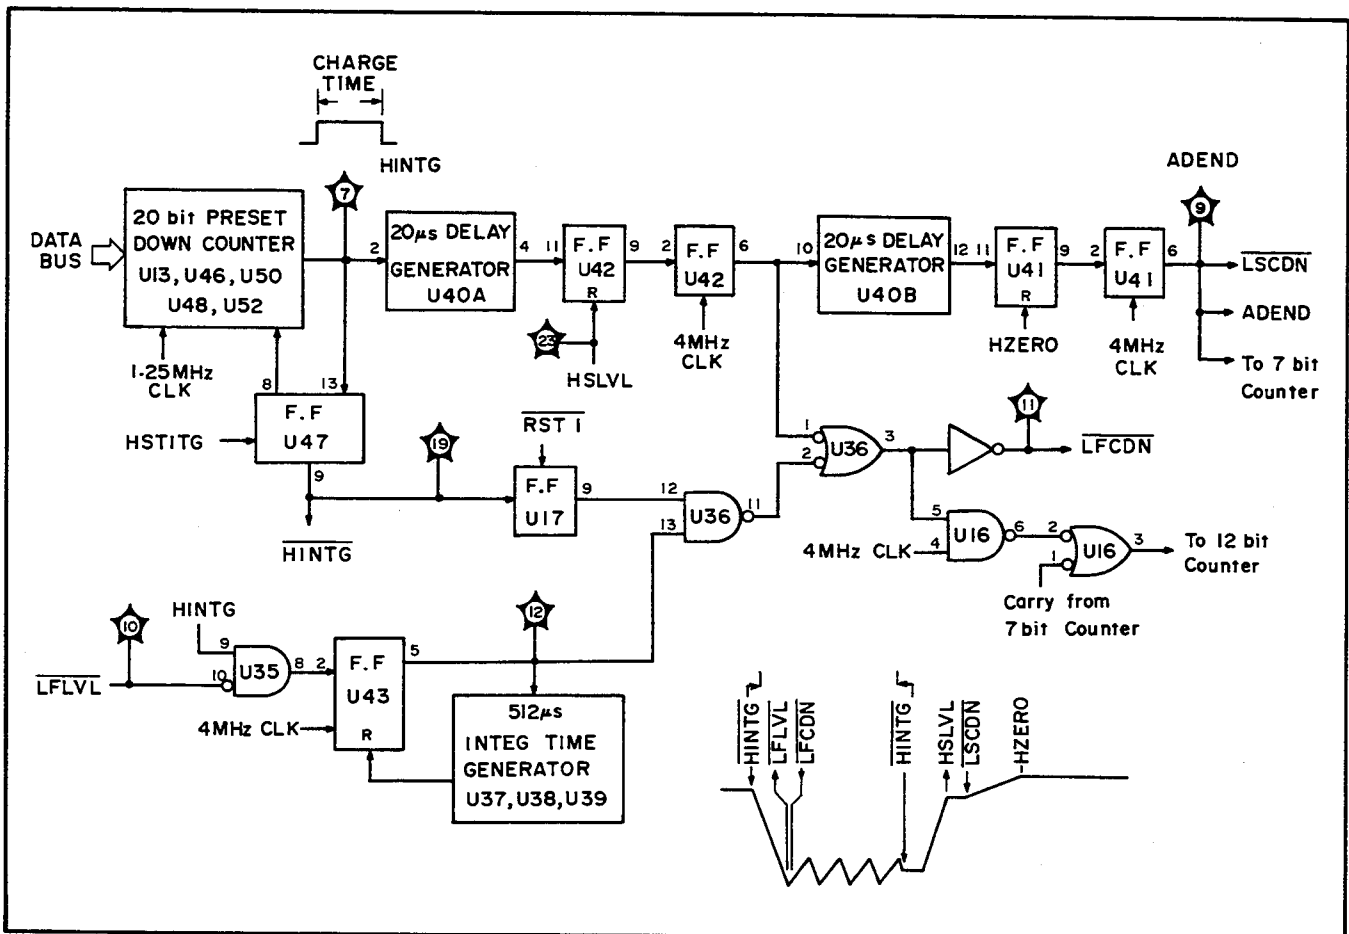 CHARGE
TIME
HINTG
ADEND
7
9
20 bit PRESET
DOWN COUNTER
U13, U46, U50
U48, U52
DATA
BUS
2
20µs DELAY
GENERATOR
U40A
4
11
F.F
U42
R
9
2
F.F
U42
6
10
20µs DELAY
GENERATOR
U40B
12
11
F.F
U41
R
9
2
F.F
U41
6
LSCDN
ADEND
To 7 bit
Counter
1.25MHz
CLK
8
13
23
HSLVL
4MHz
CLK
HZERO
4MHz
CLK
HSTITG
F.F
U47
9
HINTG
19
RST 1
F.F
U17
9
12
13
U36
11
1
2
U36
3
11
LFCDN
5
4MHz CLK
4
U16
6
2
1
U16
3
To 12 bit
Counter
Carry from
7 bit Counter
HINTG
10
LFLVL
9
10
U35
8
2
F.F
U43
R
5
4MHz CLK
12
512µs
INTEG TIME
GENERATOR
U37, U38, U39
HINTG
LFLVL
LFCDN
HINTG
HSLVL
LSCDN
HZERO